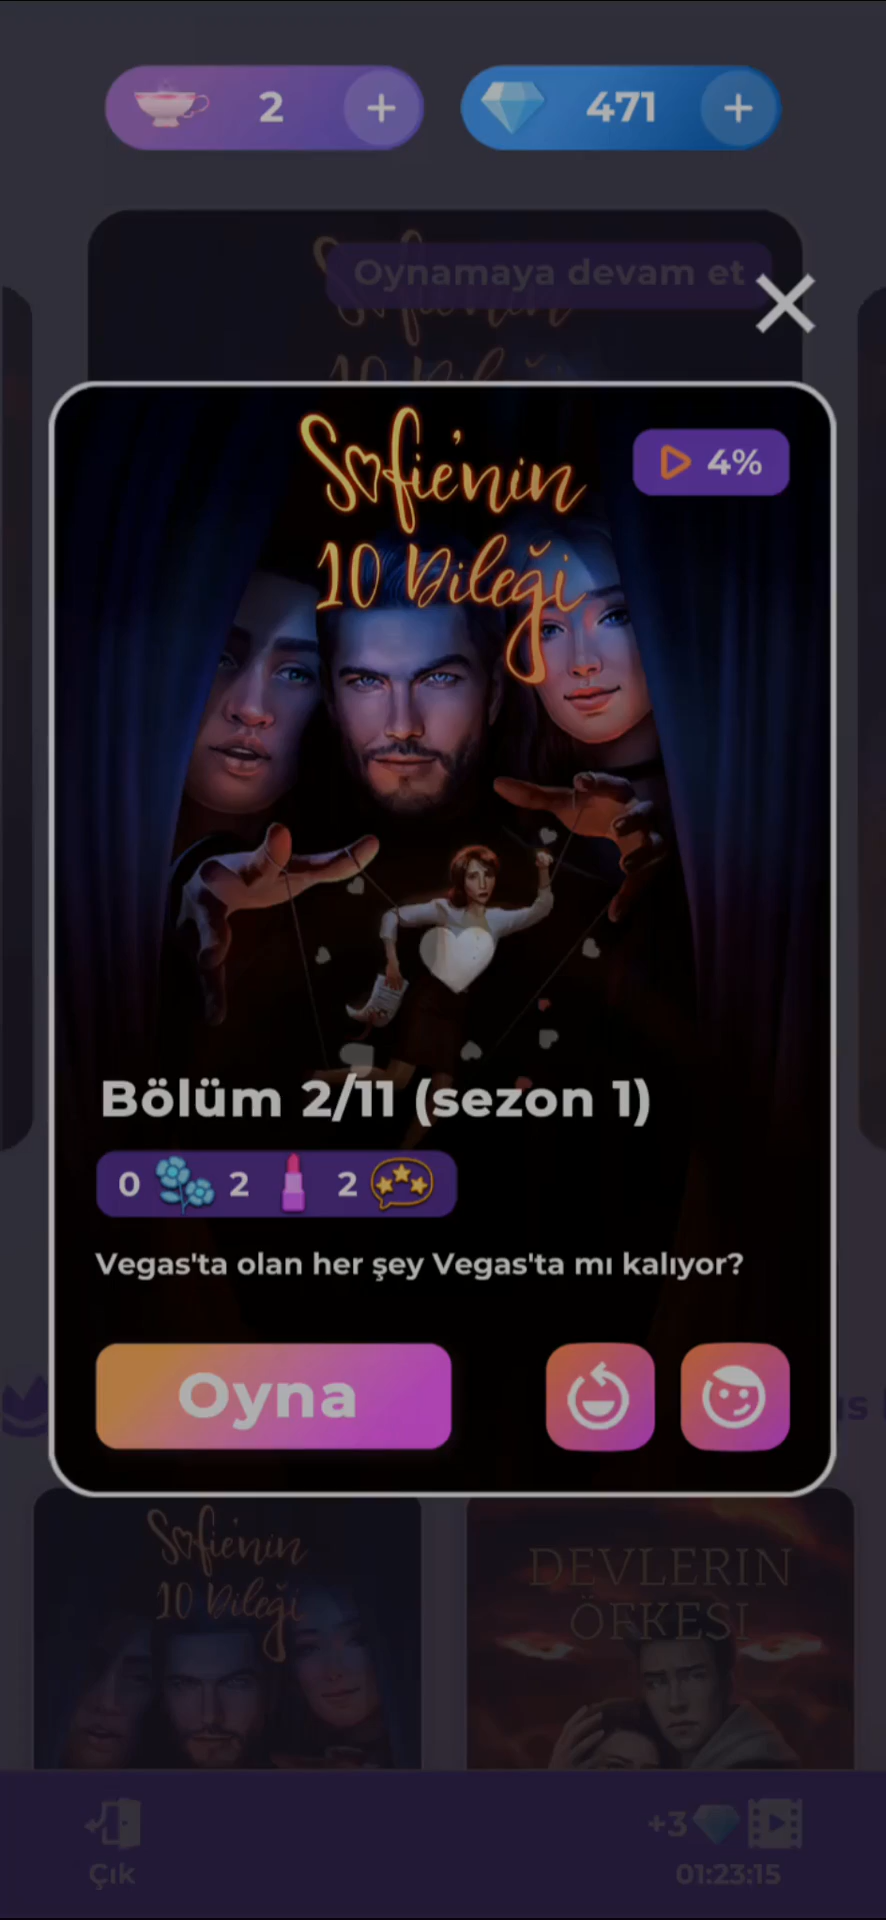 2
471
Oynamaya devam et
Sofie'nin
10 Dileği
4%
Bölüm 2/11 (sezon 1)
0 2 2
Vegas'ta olan her şey Vegas'ta mı kalıyor?
Oyna
Sofie'nin
10 Dileği
DEVLERİN
ÖFKESİ
Çık
+3
01:23:15